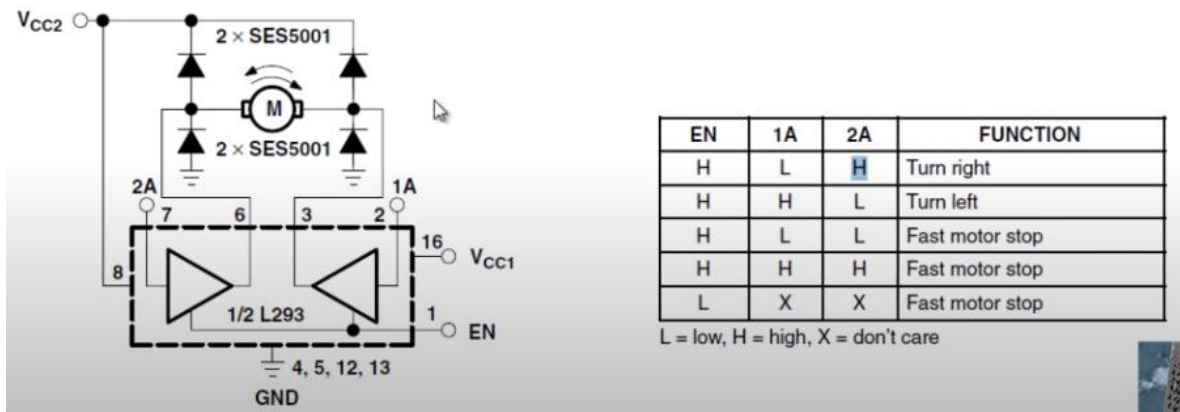 VCC2
2 × SES5001
M
2 × SES5001
2A
1A
7
6
3
2
16
VCC1
8
1/2 L293
1
EN
4, 5, 12, 13
GND
EN 1A 2A FUNCTION
H L H Turn right
H H L Turn left
H L L Fast motor stop
H H H Fast motor stop
L X X Fast motor stop
L = low, H = high, X = don't care